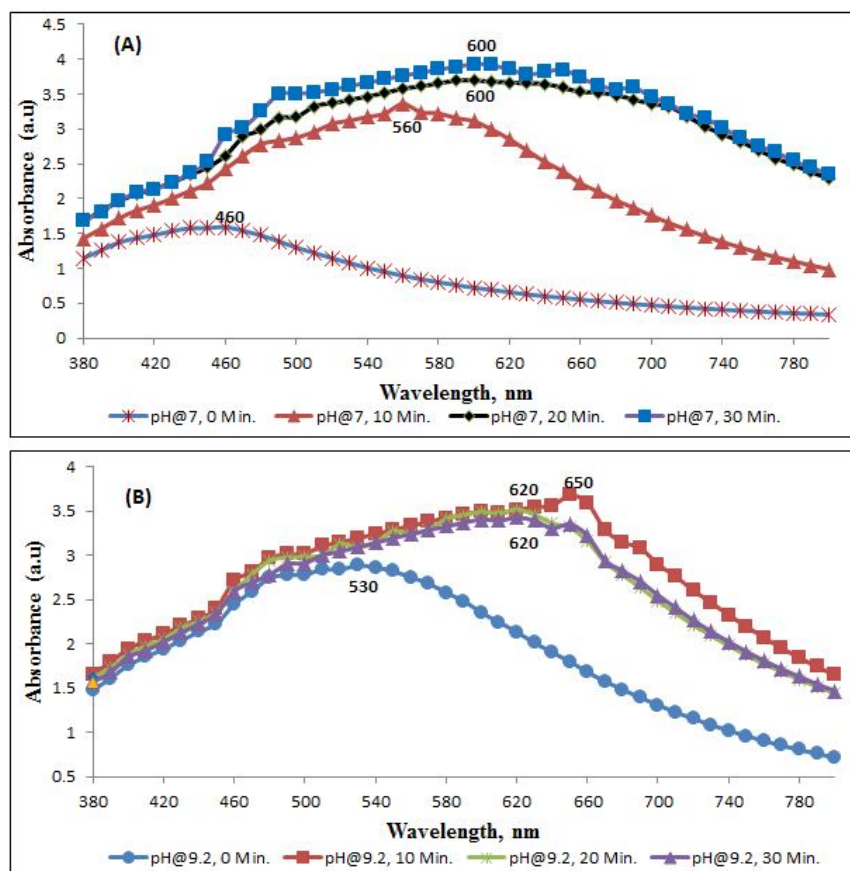 (A)
Absorbance (a.u)
4.5
4
3.5
3
2.5
2
1.5
1
0.5
0
600
600
560
460
380 420 460 500 540 580 620 660 700 740 780
Wavelength, nm
pH@7, 0 Min. pH@7, 10 Min. pH@7, 20 Min. pH@7, 30 Min.
(B)
Absorbance (a.u)
4
3.5
3
2.5
2
1.5
1
0.5
620 650
620
530
380 420 460 500 540 580 620 660 700 740 780
Wavelength, nm
pH@9.2, 0 Min. pH@9.2, 10 Min. pH@9.2, 20 Min. pH@9.2, 30 Min.